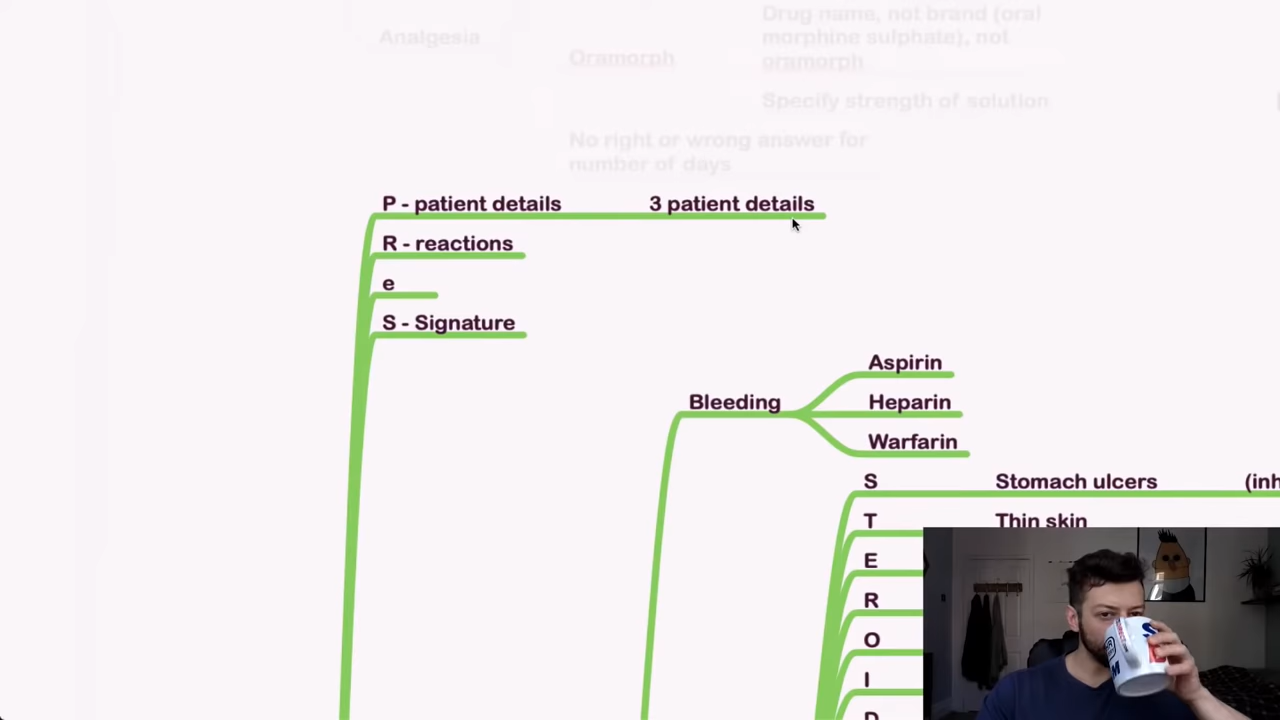 Analgesia
Drug name, not brand (oral
morphine sulphate), not
oramorph
Oramorph
Specify strength of solution
No right or wrong answer for
number of days
P - patient details
3 patient details
R - reactions
e
S - Signature
Bleeding
Aspirin
Heparin
Warfarin
S
Stomach ulcers
(inh
T
Thin skin
E
R
O
I
D